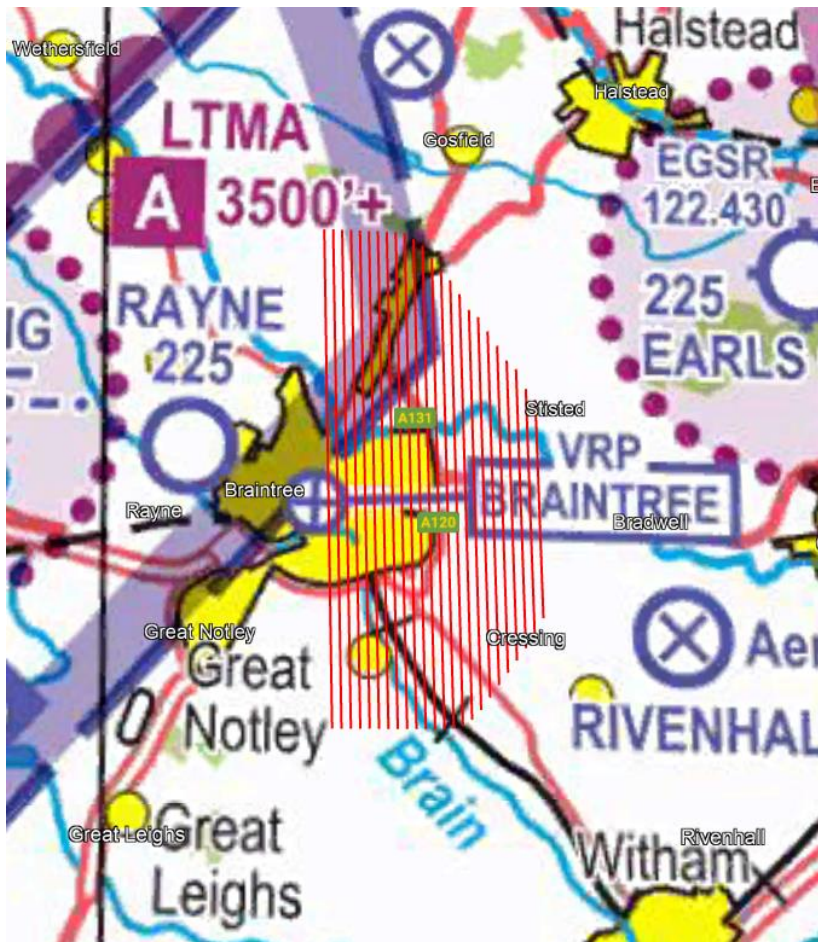 Halstead
Wethersfield
Halstead
LTMA
Gosfield
A 3500'+
EGSR
122.430
RAYNE
225
225
EARLS
IG
A131
Stisted
VRP
BRAINTREE
Braintree
Rayne
A120
Bradwell
Great Notley
Great
Notley
Cressing
Aer
RIVENHAL
Brain
Great Leighs
Great
Leighs
Rivenhall
Witham